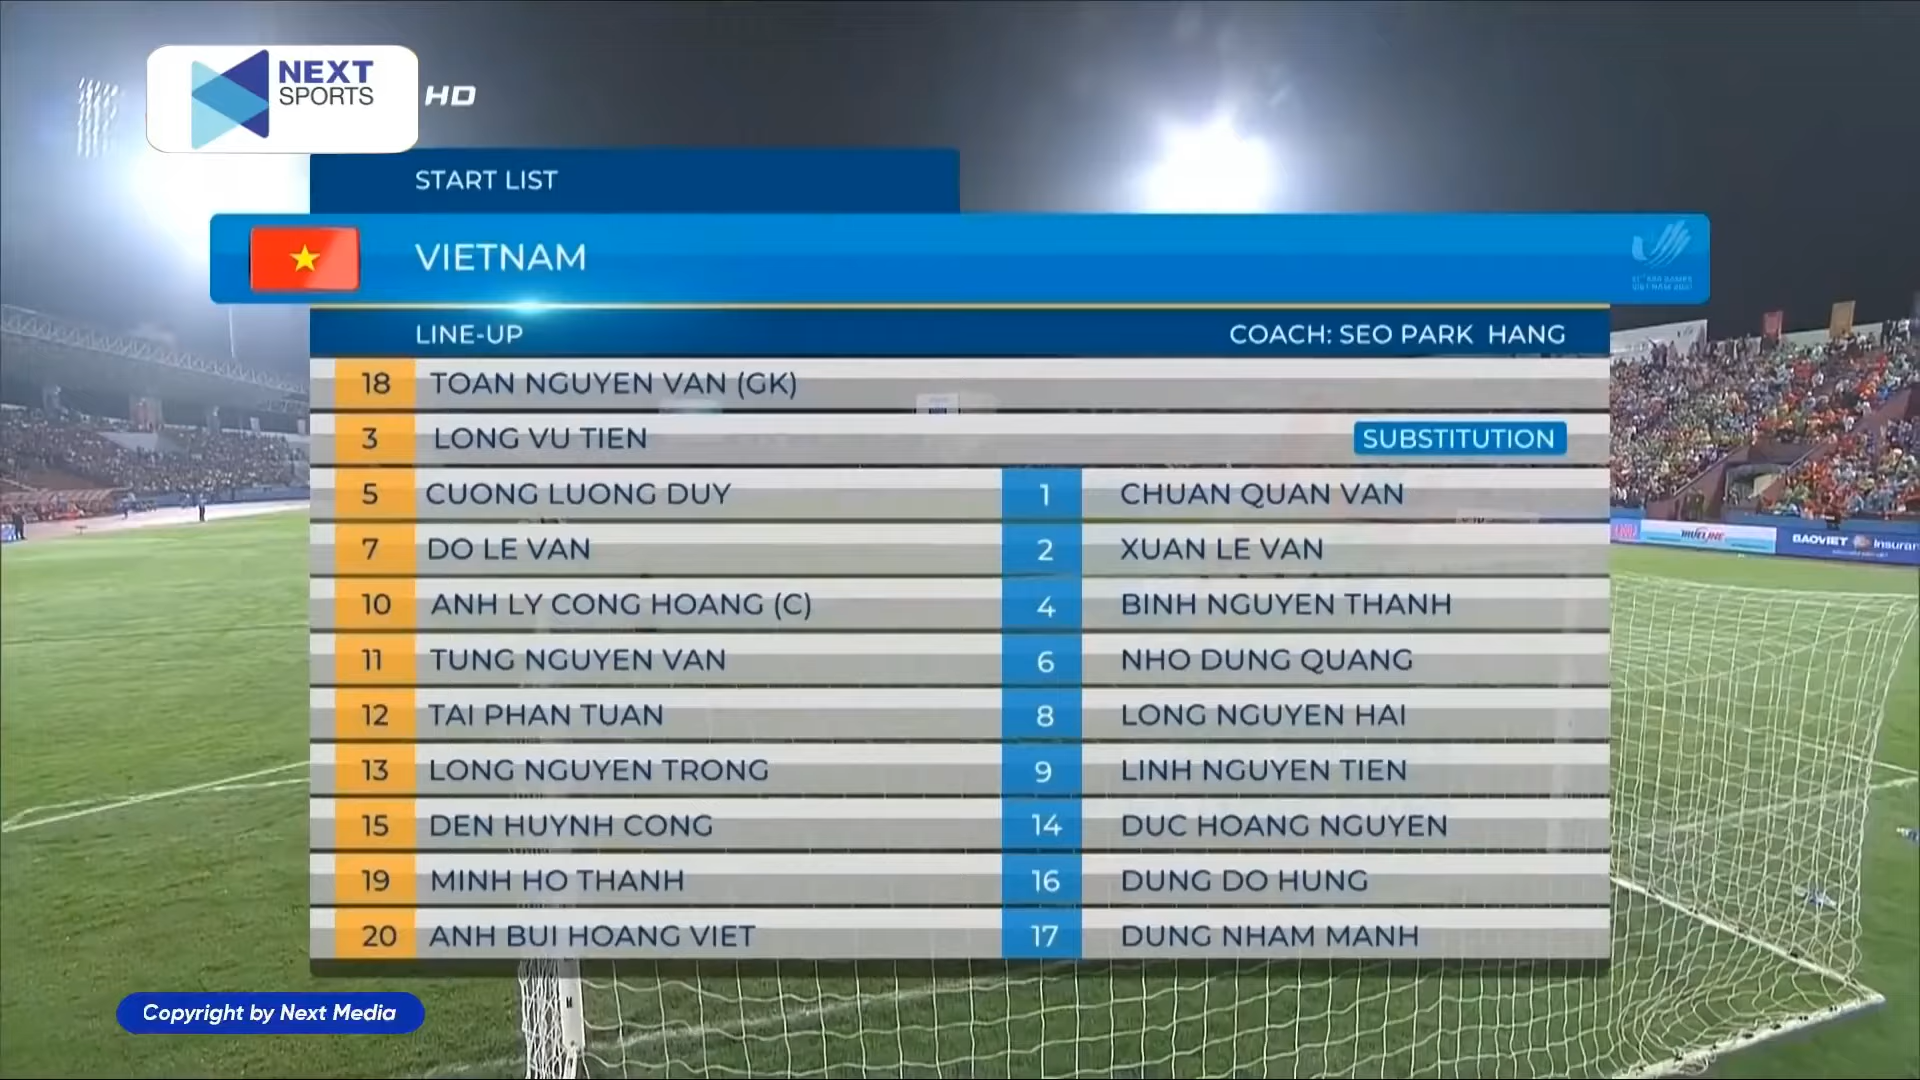 NEXT
SPORTS
HD
START LIST
VIETNAM
LINE-UP
COACH: SEO PARK HANG
18 TOAN NGUYEN VAN (GK)
3 LONG VU TIEN
SUBSTITUTION
5 CUONG LUONG DUY
1 CHUAN QUAN VAN
7 DO LE VAN
2 XUAN LE VAN
10 ANH LY CONG HOANG (C)
4 BINH NGUYEN THANH
11 TUNG NGUYEN VAN
6 NHO DUNG QUANG
12 TAI PHAN TUAN
8 LONG NGUYEN HAI
13 LONG NGUYEN TRONG
9 LINH NGUYEN TIEN
15 DEN HUYNH CONG
14 DUC HOANG NGUYEN
19 MINH HO THANH
16 DUNG DO HUNG
20 ANH BUI HOANG VIET
17 DUNG NHAM MANH
BAOVIET Insuran
Copyright by Next Media